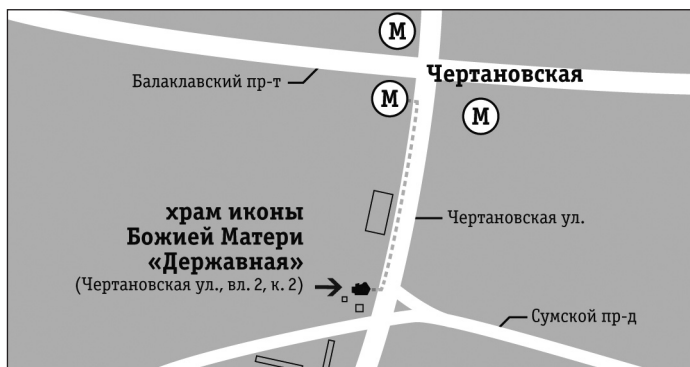 М
Балаклавский пр-т
Чертановская
М
М
храм иконы
Божией Матери
«Державная»
(Чертановская ул., вл. 2, к. 2)
Чертановская ул.
Сумской пр-д